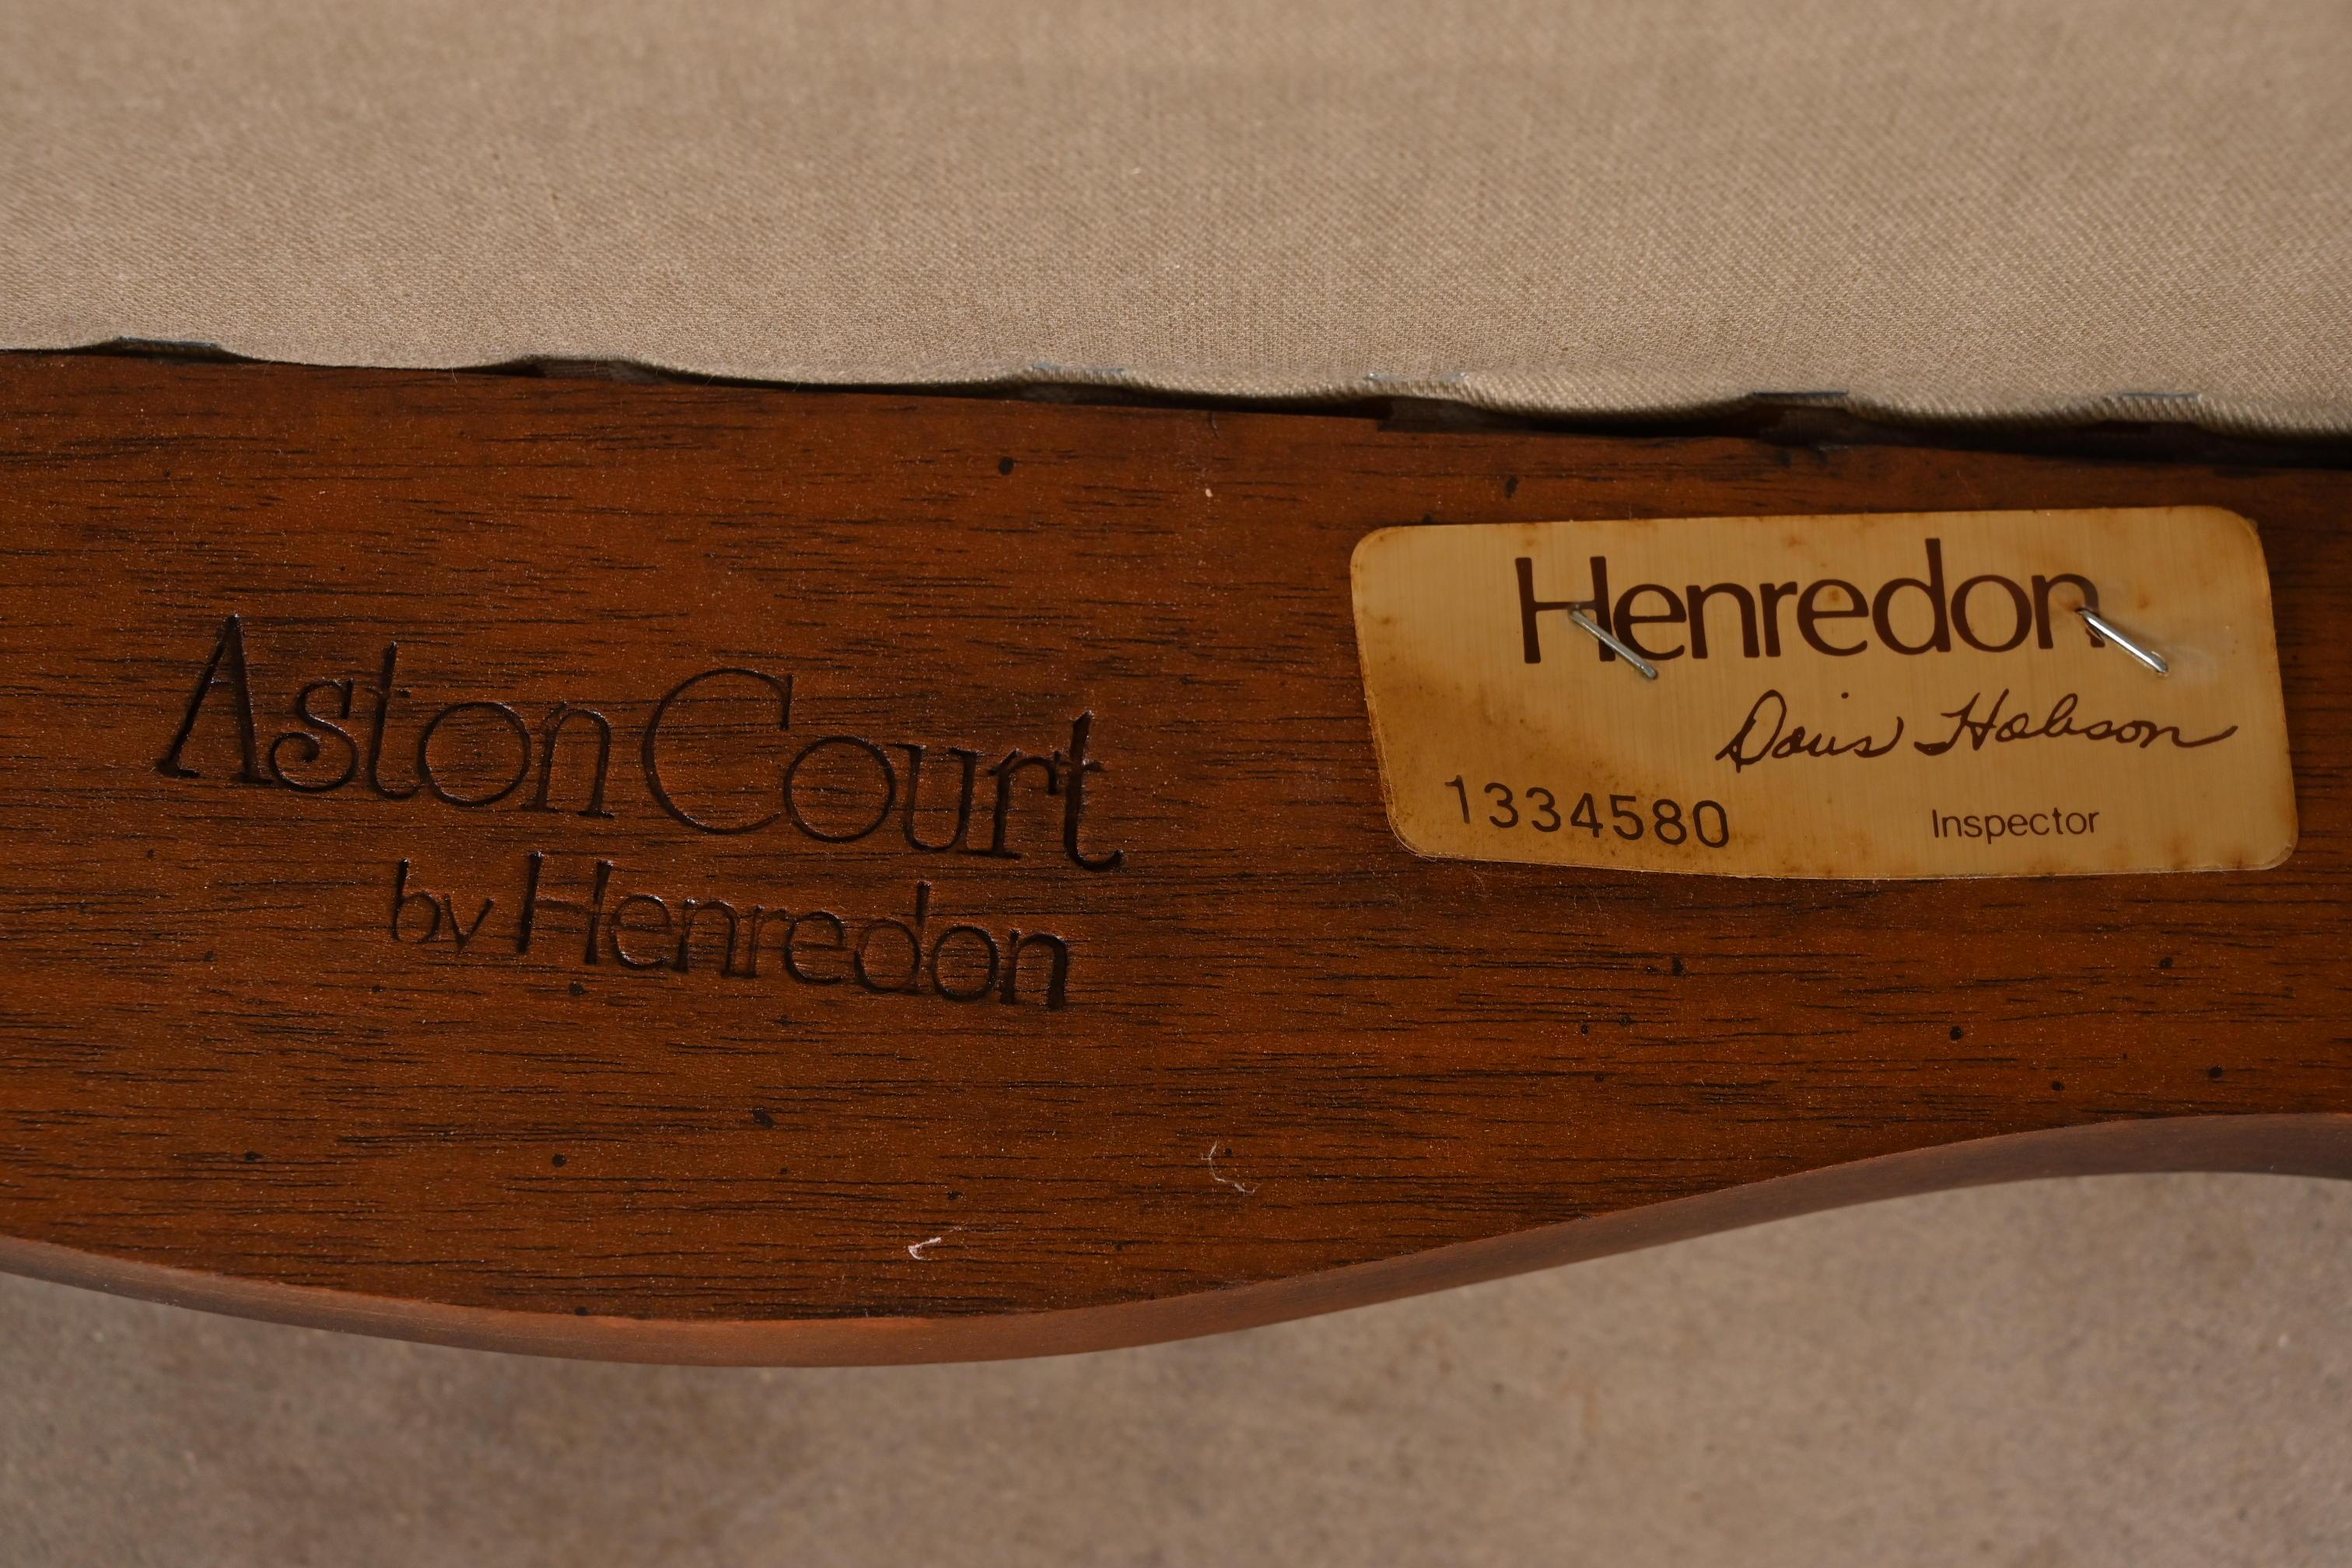 Aston Court
by Henredon
Henredon
Doris Hobson
1334580
Inspector